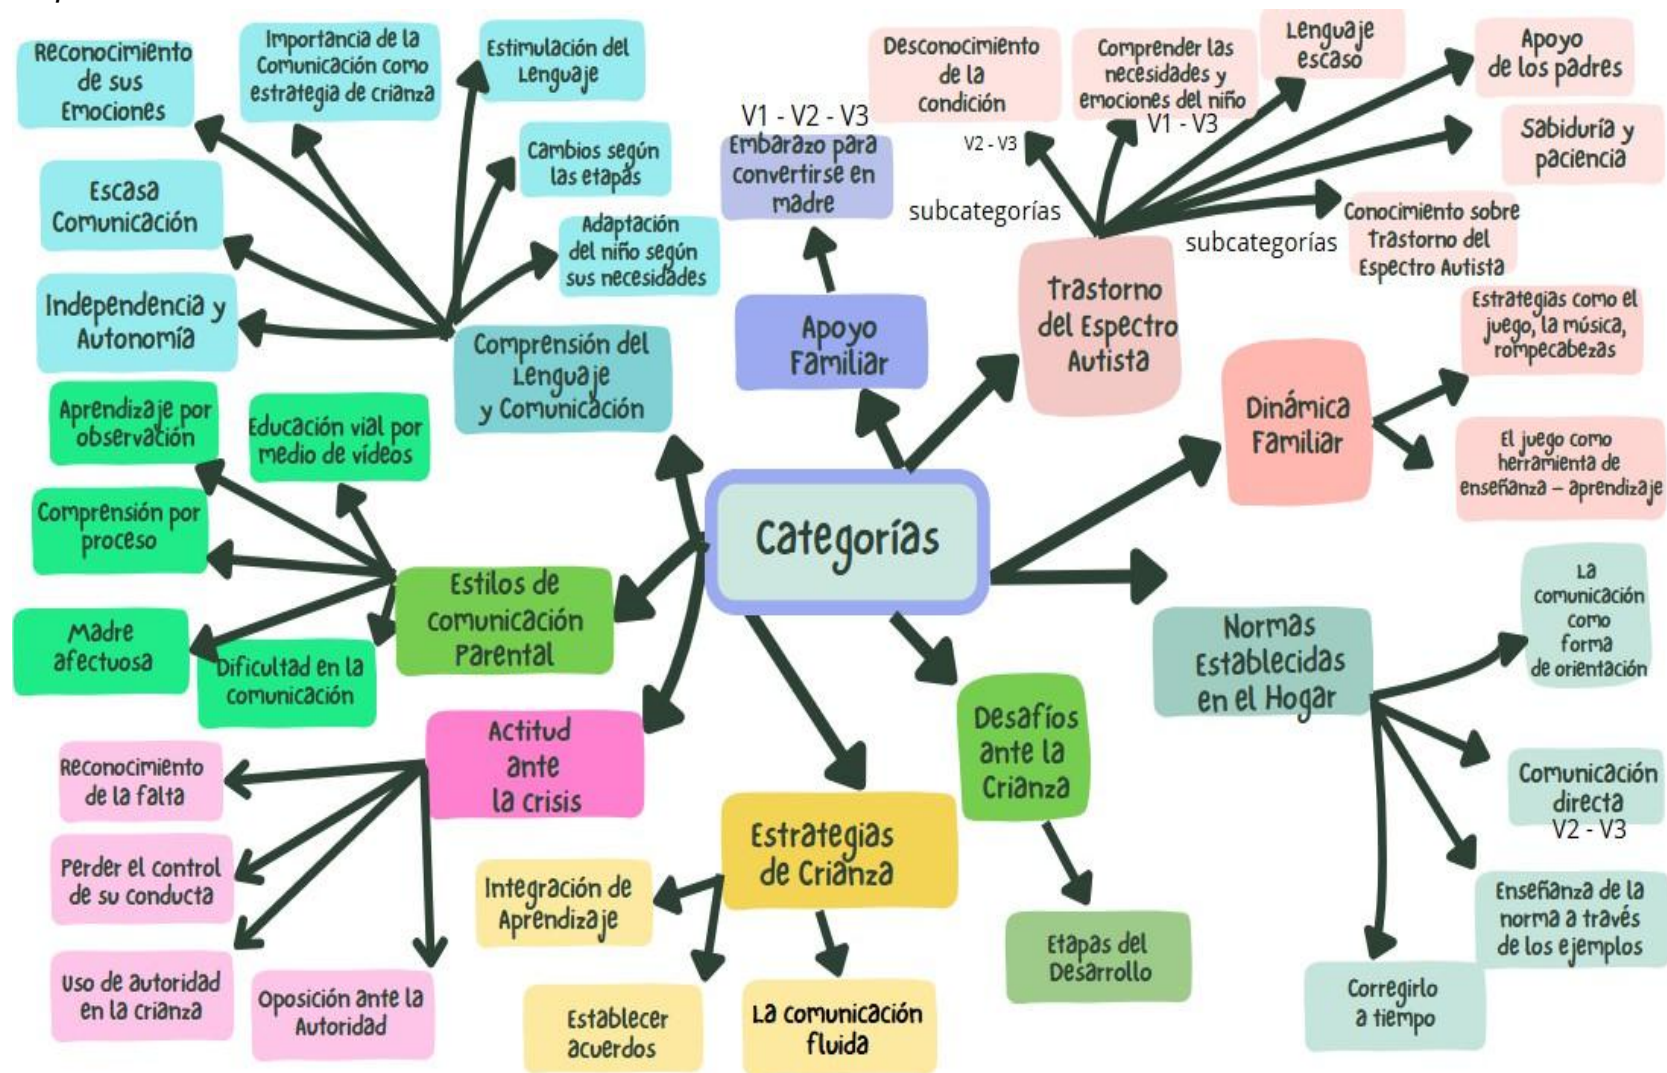 Reconocimiento
de sus
Emociones
Importancia de la
Comunicación como
estrategia de crianza
Estimulación del
Lenguaje
Cambios según
las etapas
Adaptación
del niño según
sus necesidades
Escasa
Comunicación
Independencia y
Autonomía
Comprensión del
Lenguaje
y Comunicación
V1 - V2 - V3
Embarazo para
convertirse en
madre
Apoyo
Familiar
Desconocimiento
de la
condición
V2 - V3
Comprender las
necesidades y
emociones del niño
V1 - V3
Lenguaje
escaso
Apoyo
de los padres
Sabiduría y
paciencia
subcategorías
subcategorías
Conocimiento sobre
Trastorno del
Espectro Autista
Trastorno
del Espectro
Autista
Dinámica
Familiar
Estrategias como el
juego, la música,
rompecabezas
El juego como
herramienta de
enseñanza – aprendizaje
Categorías
Aprendizaje por
observación
Educación vial por
medio de vídeos
Comprensión por
proceso
Madre
afectuosa
Dificultad en la
comunicación
Estilos de
Comunicación
Parental
Normas
Establecidas
en el Hogar
La
comunicación
como
forma
de orientación
Comunicación
directa
V2 - V3
Enseñanza de la
norma a través
de los ejemplos
Corregirlo
a tiempo
Actitud
ante
la crisis
Reconocimiento
de la falta
Perder el control
de su conducta
Uso de autoridad
en la crianza
Oposición ante la
Autoridad
Estrategias
de Crianza
Integración de
Aprendizaje
Establecer
acuerdos
La comunicación
fluida
Desafíos
ante la
Crianza
Etapas del
Desarrollo